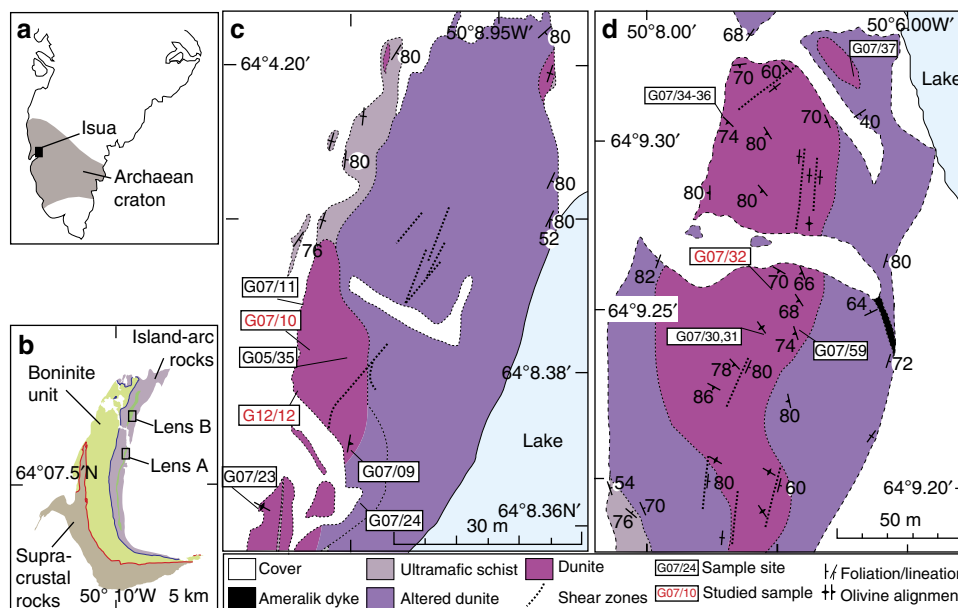 a
Isua
Archaean
craton
b
Island-arc
rocks
Boninite
unit
Lens B
Lens A
64°07.5′N
Supra-
crustal
rocks
50° 10′W
5 km
c
50°8.95W′
80
64°4.20′
80
80
80
80
52
76
G07/11
G07/10
G05/35
64°8.38′
G12/12
Lake
G07/09
G07/23
G07/24
64°8.36N′
30 m
d
50°8.00′
50°6.00W′
68
G07/37
Lake
70
60
G07/34-36
74
70
40
80
64°9.30′
80
80
82
G07/32
80
70
66
64
64°9.25′
68
G07/30,31
74
G07/59
72
78
80
86
80
54
80
60
64°9.20′
76
70
50 m
Cover
Ultramafic schist
Dunite
G07/24 Sample site
Foliation/lineation
Ameralik dyke
Altered dunite
Shear zones
G07/10 Studied sample
Olivine alignment